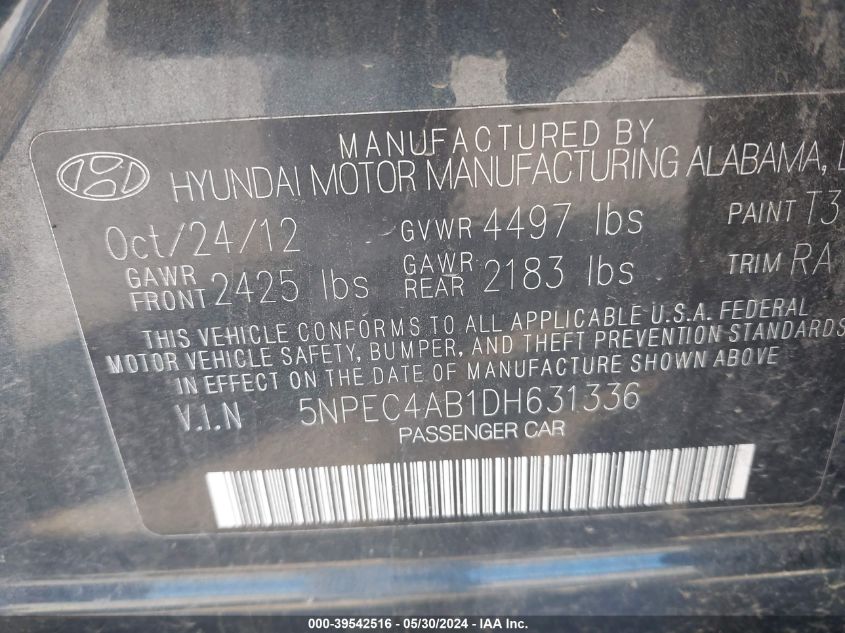 MANUFACTURED BY
HYUNDAI MOTOR MANUFACTURING ALABAMA,
Oct/24/12 GVWR 4497 lbs PAINT T3
GAWR FRONT 2425 lbs GAWR REAR 2183 lbs TRIM RA
THIS VEHICLE CONFORMS TO ALL APPLICABLE U.S.A. FEDERAL
MOTOR VEHICLE SAFETY, BUMPER, AND THEFT PREVENTION STANDARDS
IN EFFECT ON THE DATE OF MANUFACTURE SHOWN ABOVE
V.I.N 5NPEC4AB1DH631336
PASSENGER CAR
000-39542516 - 05/30/2024 - IAA Inc.